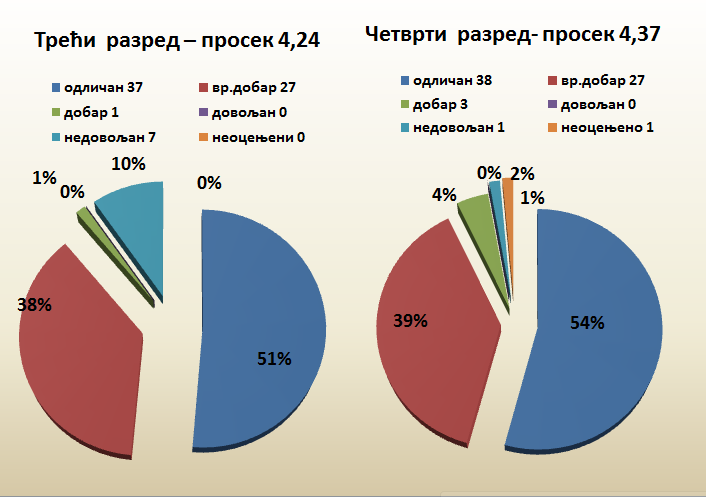 Трећи разред – просек 4,24
одличан 37
вр.добар 27
добар 1
довољан 0
недовољан 7
неоцењени 0
10%
1%
0%
0%
38%
51%
Четврти разред- просек 4,37
одличан 38
вр.добар 27
добар 3
довољан 0
недовољан 1
неоцењено 1
0%
2%
4%
1%
39%
54%